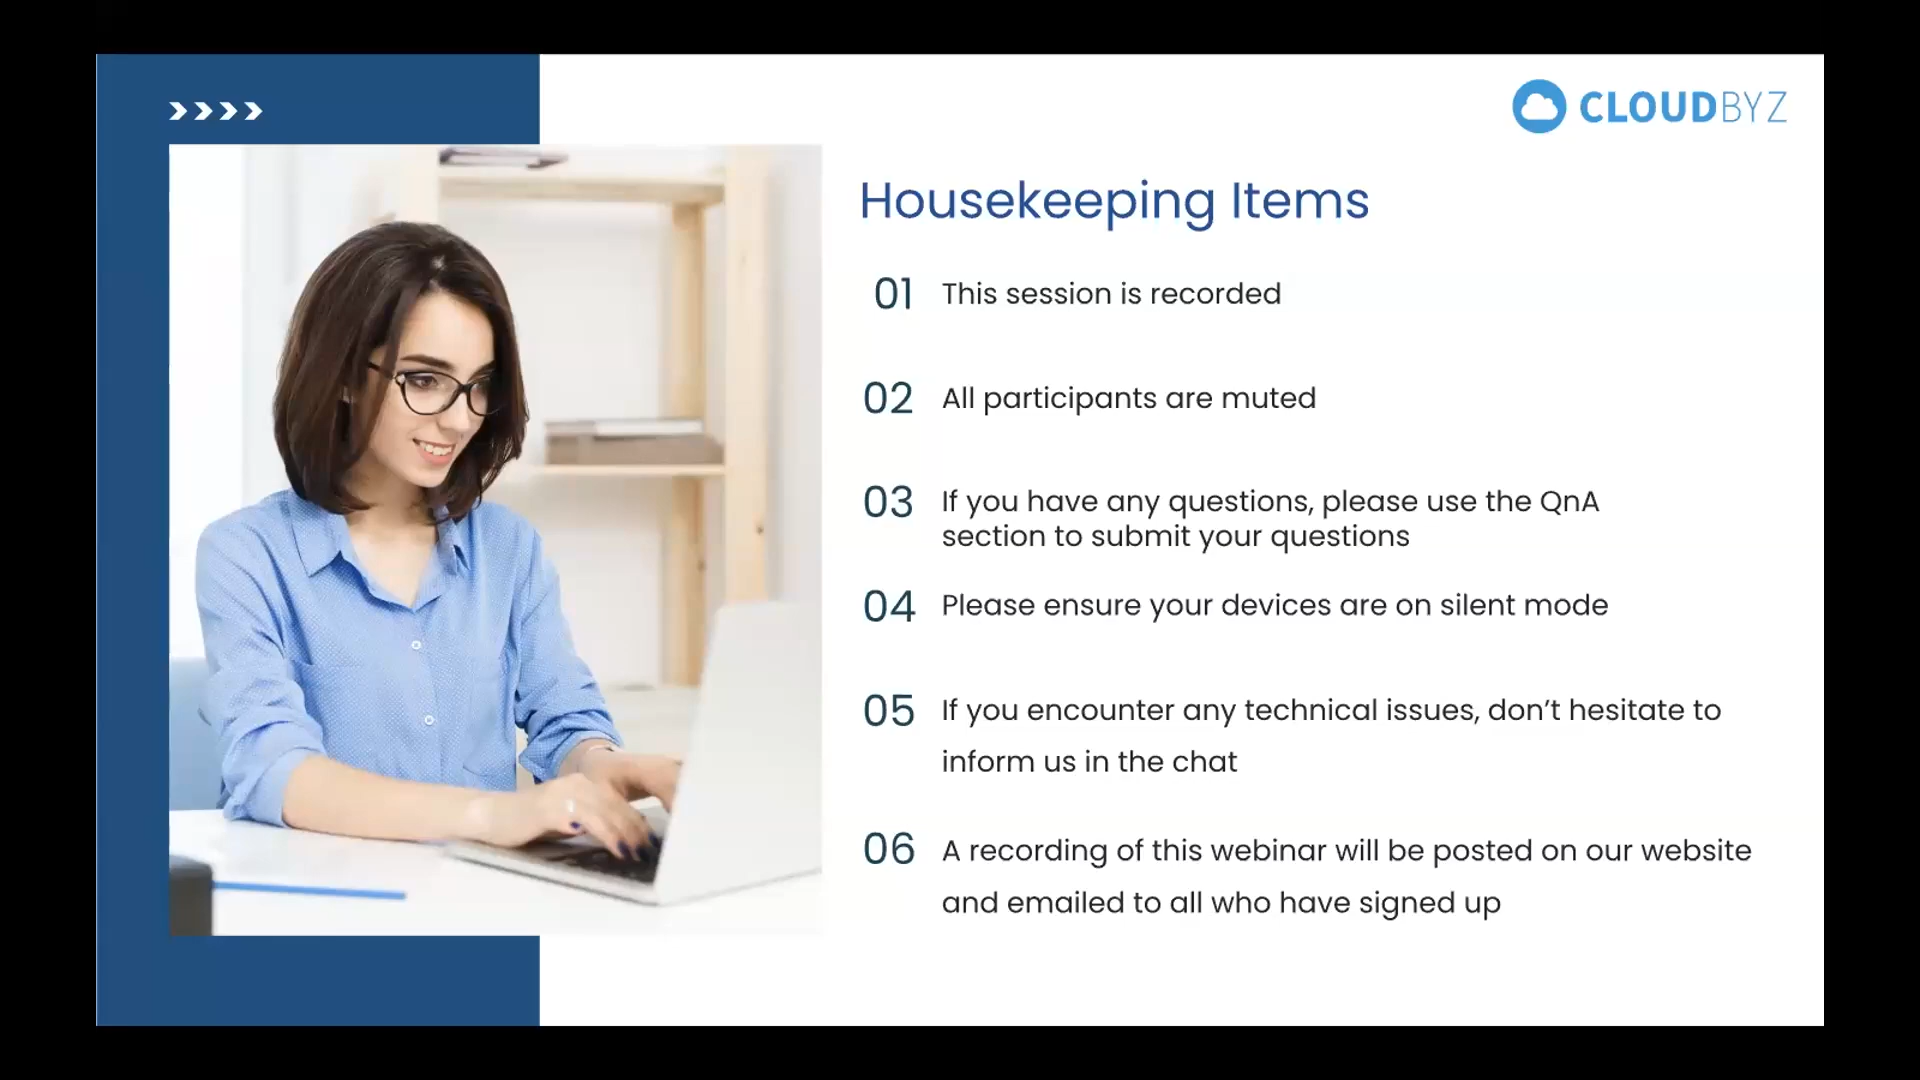 CLOUDBYZ
Housekeeping Items
01 This session is recorded
02 All participants are muted
03 If you have any questions, please use the QnA
section to submit your questions
04 Please ensure your devices are on silent mode
05 If you encounter any technical issues, don’t hesitate to
inform us in the chat
06 A recording of this webinar will be posted on our website
and emailed to all who have signed up